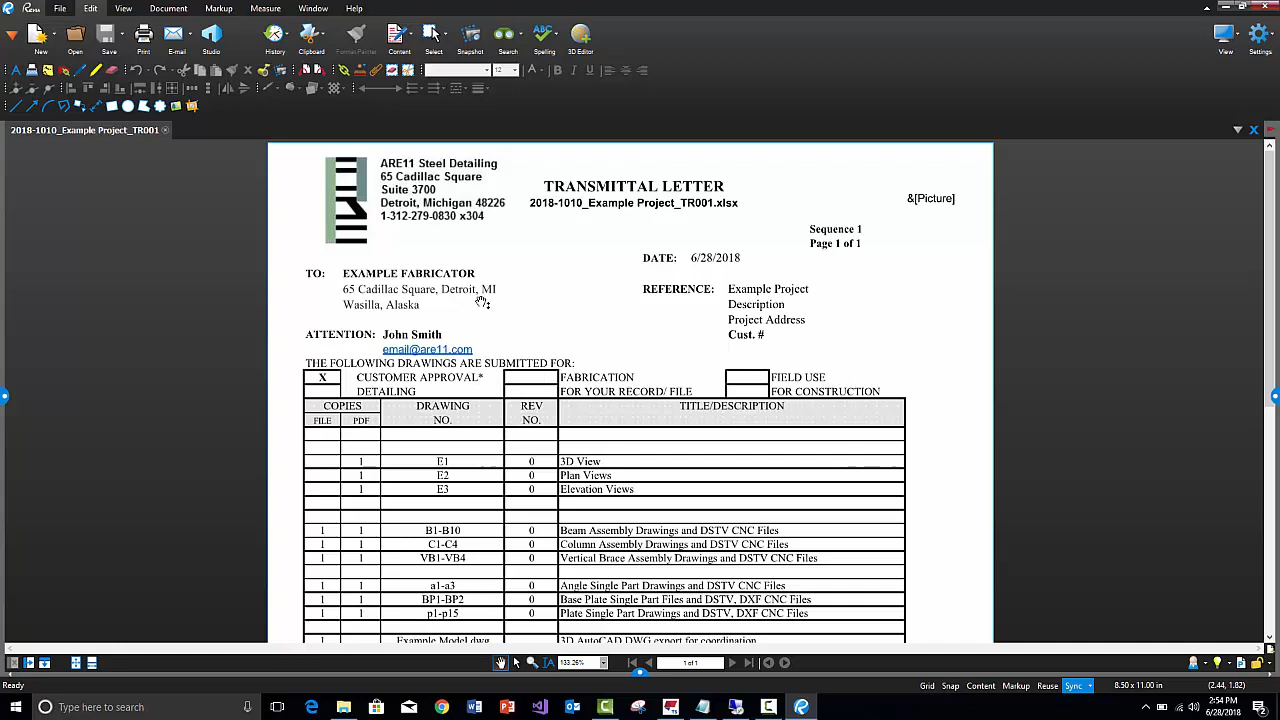 Revu File Edit View Document Markup Measure Window Help
New Open Save Print E-mail Studio History Clipboard Format Painter Content Select Snapshot Search Spelling 3D Editor View Settings
12
2018-1010_Example Project_TR001
ARE11 Steel Detailing
65 Cadillac Square
Suite 3700
Detroit, Michigan 48226
1-312-279-0830 x304
TRANSMITTAL LETTER
2018-1010_Example Project_TR001.xlsx
&[Picture]
Sequence 1
Page 1 of 1
DATE: 6/28/2018
TO: EXAMPLE FABRICATOR
65 Cadillac Square, Detroit, MI
Wasilla, Alaska
REFERENCE: Example Project
Description
Project Address
Cust. #
ATTENTION: John Smith
email@are11.com
THE FOLLOWING DRAWINGS ARE SUBMITTED FOR:
X CUSTOMER APPROVAL* FABRICATION FIELD USE
DETAILING FOR YOUR RECORD/ FILE FOR CONSTRUCTION
COPIES DRAWING REV TITLE/DESCRIPTION
FILE PDF NO. NO.
1 E1 0 3D View
1 E2 0 Plan Views
1 E3 0 Elevation Views
1 1 B1-B10 0 Beam Assembly Drawings and DSTV CNC Files
1 1 C1-C4 0 Column Assembly Drawings and DSTV CNC Files
1 1 VB1-VB4 0 Vertical Brace Assembly Drawings and DSTV CNC Files
1 1 a1-a3 0 Angle Single Part Drawings and DSTV CNC Files
1 1 BP1-BP2 0 Base Plate Single Part Files and DSTV, DXF CNC Files
1 1 p1-p15 0 Plate Single Part Drawings and DSTV, DXF CNC Files
1 Example Model.dwg 3D AutoCAD DWG export for coordination
133.26% 1 of 1
Ready Grid Snap Content Markup Reuse Sync 8.50 x 11.00 in (2.44, 1.82)
Type here to search
2:54 PM
6/28/2018